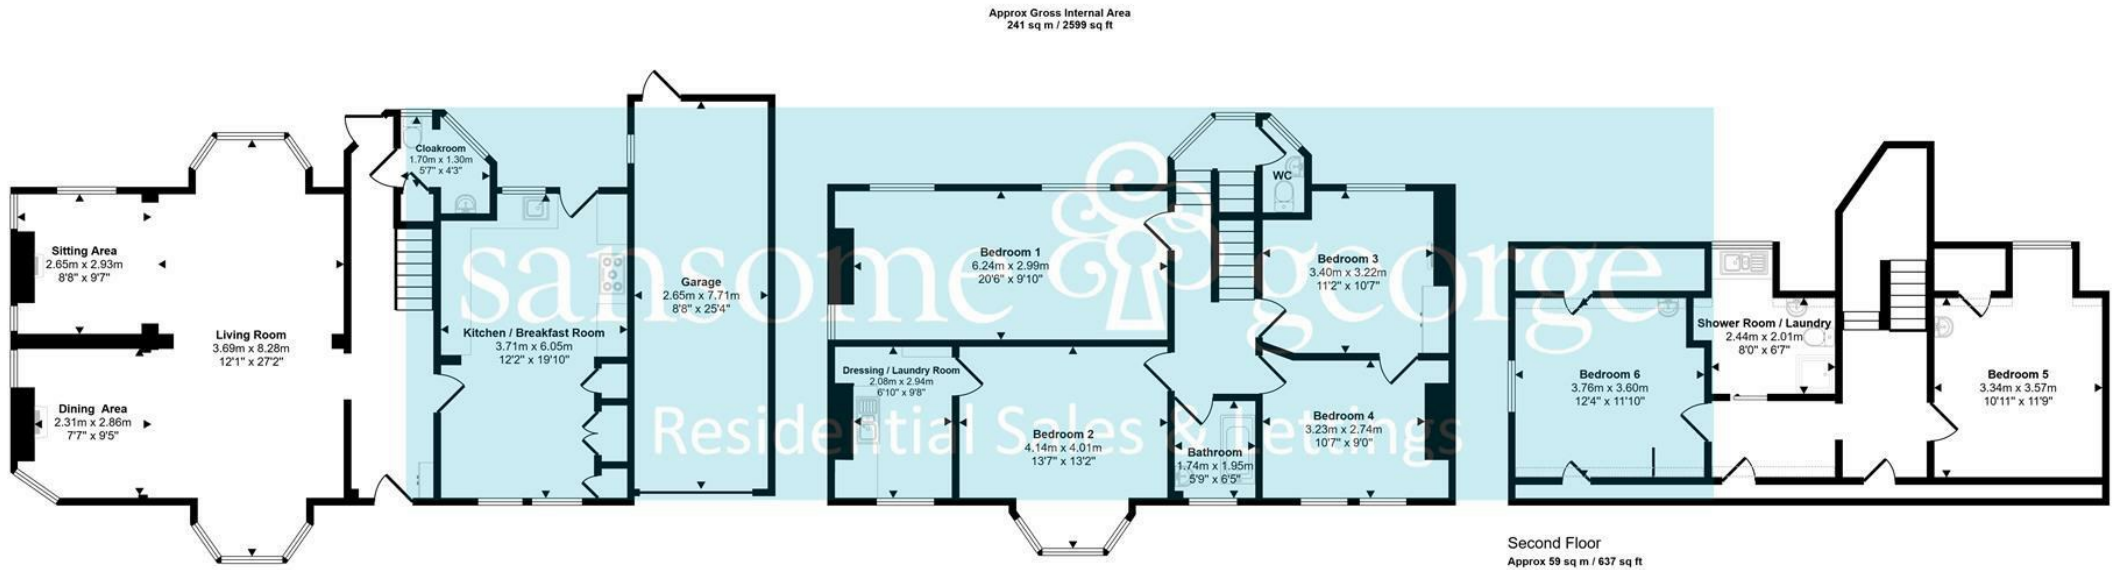 Approx Gross Internal Area
241 sq m / 2599 sq ft
Cloakroom
1.70m x 1.30m
5'7" x 4'3"
Sitting Area
2.65m x 2.93m
8'8" x 9'7"
Living Room
3.69m x 8.28m
12'1" x 27'2"
Dining Area
2.31m x 2.86m
7'7" x 9'5"
Kitchen / Breakfast Room
3.71m x 6.05m
12'2" x 19'10"
Garage
2.65m x 7.71m
8'8" x 25'4"
Bedroom 1
6.24m x 2.99m
20'6" x 9'10"
WC
Bedroom 3
3.40m x 3.22m
11'2" x 10'7"
Dressing / Laundry Room
2.08m x 2.94m
6'10" x 9'8"
Bedroom 2
4.14m x 4.01m
13'7" x 13'2"
Bathroom
1.74m x 1.95m
5'9" x 6'5"
Bedroom 4
3.23m x 2.74m
10'7" x 9'0"
Bedroom 6
3.76m x 3.60m
12'4" x 11'10"
Shower Room / Laundry
2.44m x 2.01m
8'0" x 6'7"
Bedroom 5
3.34m x 3.57m
10'11" x 11'9"
Second Floor
Approx 59 sq m / 637 sq ft
sansome & george
Residential Sales & Lettings